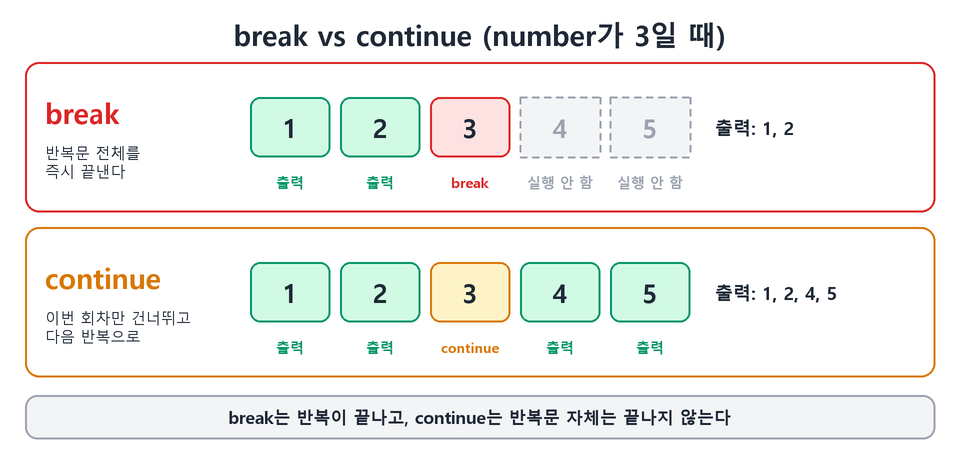 break vs continue (number가 3일 때)
break
반복문 전체를
즉시 끝낸다
1 2 3 4 5
출력: 1, 2
출력 출력 break 실행 안 함 실행 안 함
continue
이번 회차만 건너뛰고
다음 반복으로
1 2 3 4 5
출력: 1, 2, 4, 5
출력 출력 continue 출력 출력
break는 반복이 끝나고, continue는 반복문 자체는 끝나지 않는다